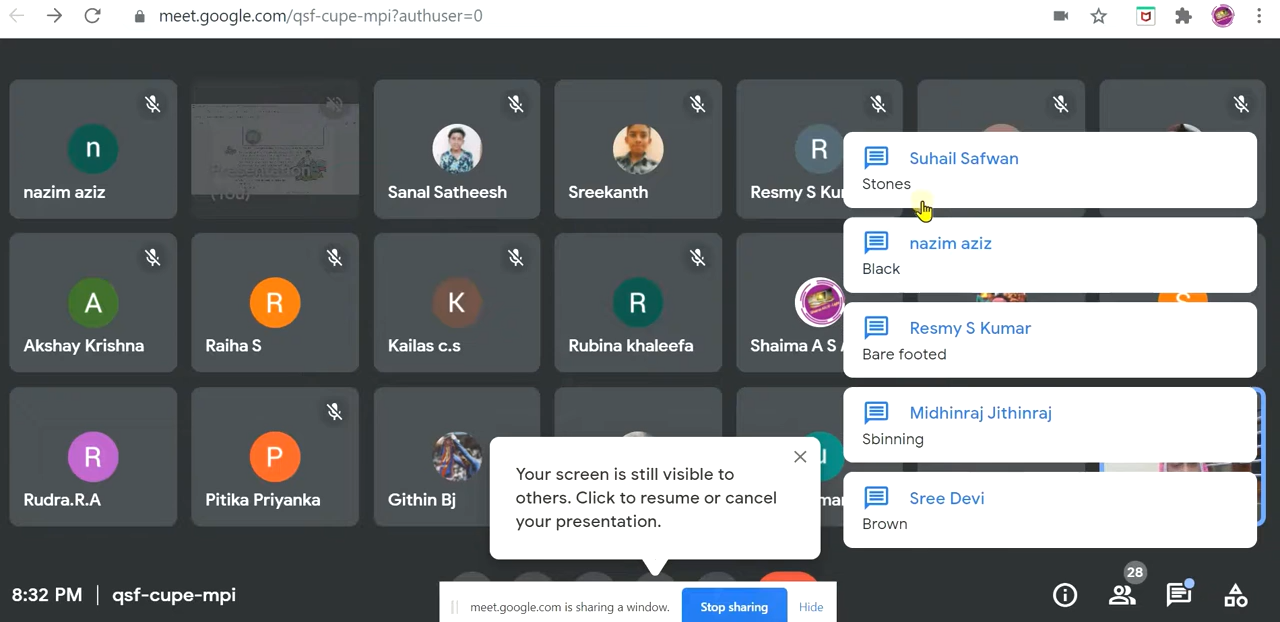 meet.google.com/qsf-cupe-mpi?authuser=0
n
nazim aziz
Presentation
(You)
Sanal Satheesh
Sreekanth
R
Resmy S Ku
Suhail Safwan
Stones
nazim aziz
Black
Resmy S Kumar
Bare footed
Midhinraj Jithinraj
Sbinning
Sree Devi
Brown
A
Akshay Krishna
R
Raiha S
K
Kailas c.s
R
Rubina khaleefa
Shaima A S
S
R
Rudra.R.A
P
Pitika Priyanka
Githin Bj
u
mar
Your screen is still visible to
others. Click to resume or cancel
your presentation.
8:32 PM | qsf-cupe-mpi
meet.google.com is sharing a window.
Stop sharing
Hide
28